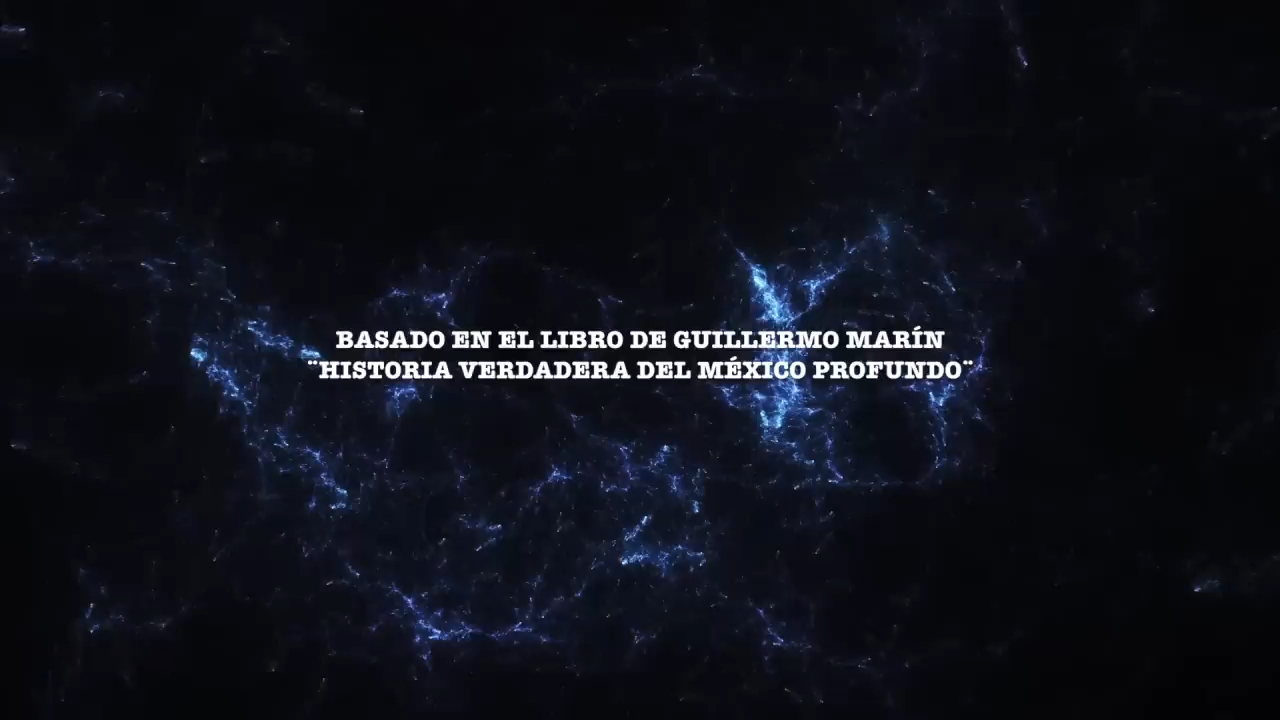 BASADO EN EL LIBRO DE GUILLERMO MARÍN
¨HISTORIA VERDADERA DEL MÉXICO PROFUNDO¨